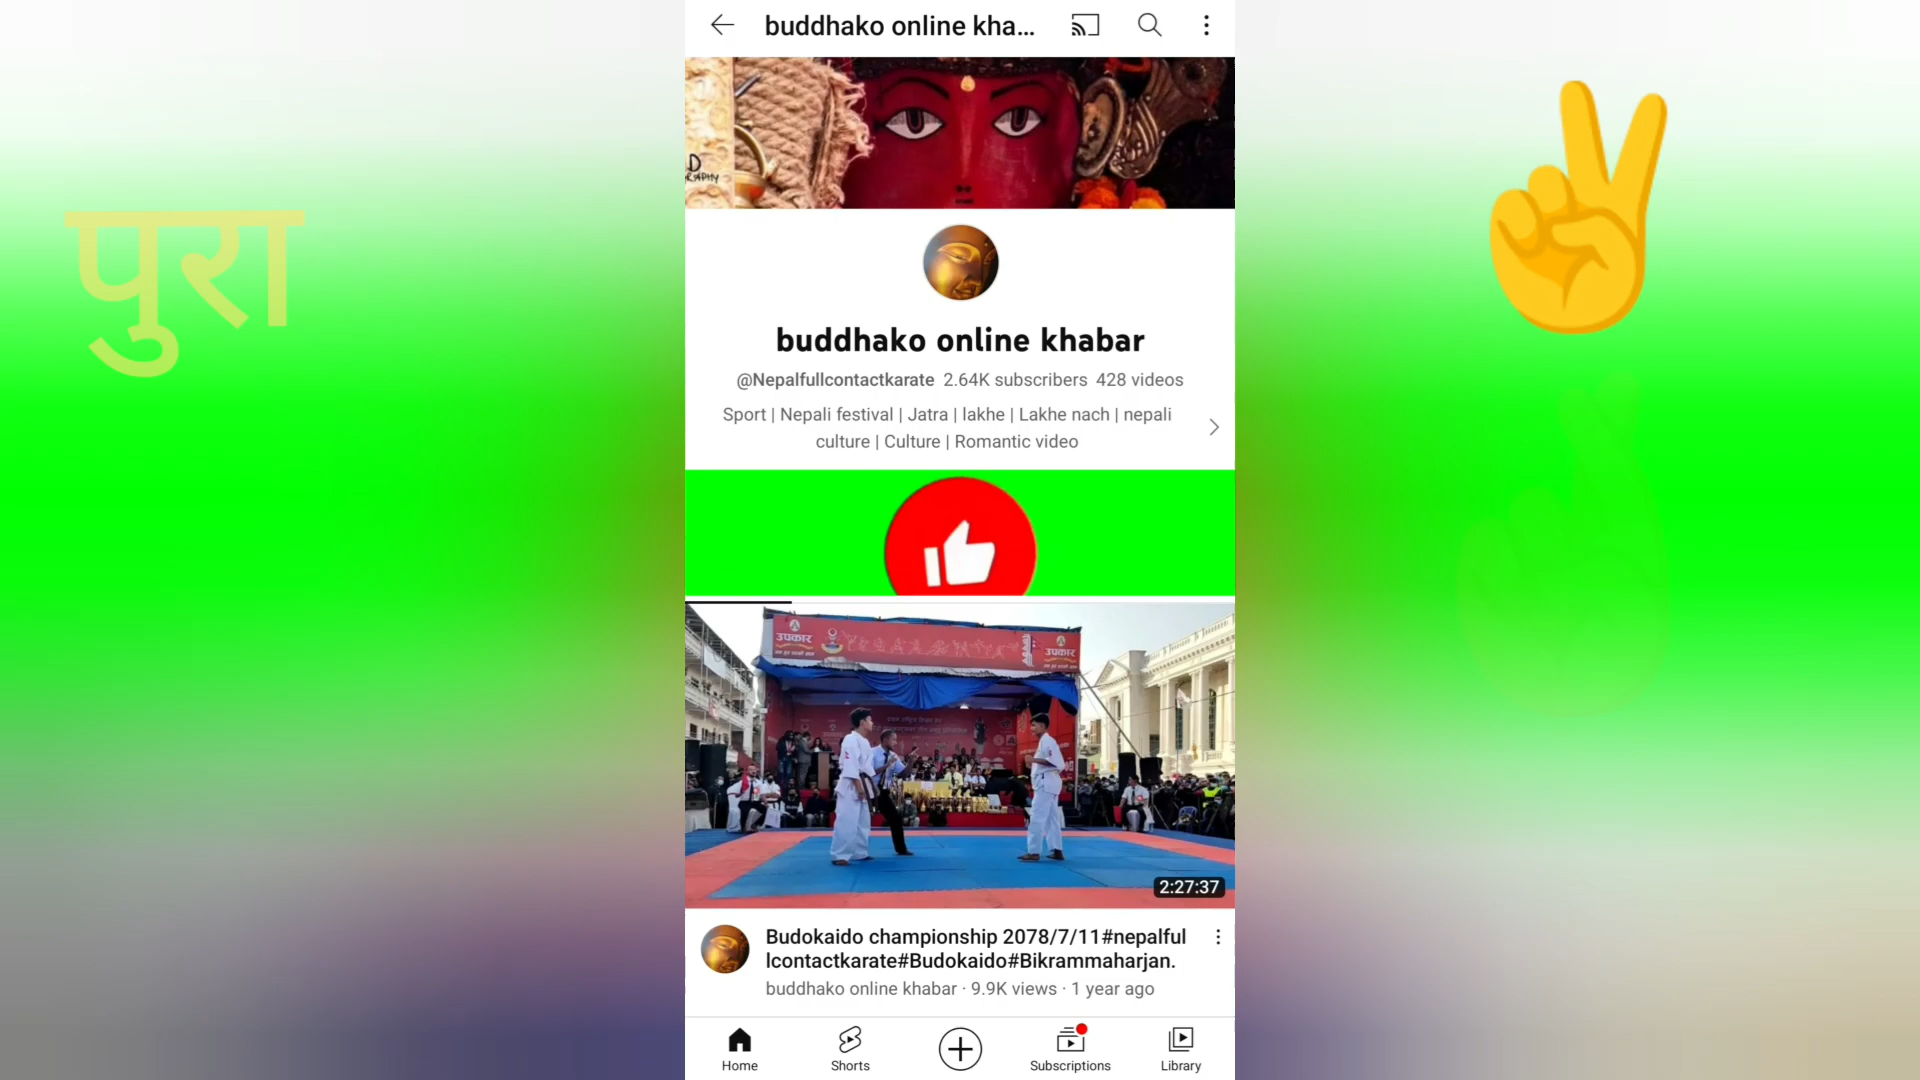 buddhako online kha...
D
पुरा
buddhako online khabar
@Nepalfullcontactkarate 2.64K subscribers 428 videos
Sport | Nepali festival | Jatra | lakhe | Lakhe nach | nepali
culture | Culture | Romantic video
उपकार
उपकार
2:27:37
Budokaido championship 2078/7/11#nepalful
lcontactkarate#Budokaido#Bikrammaharjan.
buddhako online khabar · 9.9K views · 1 year ago
Home
Shorts
Subscriptions
Library